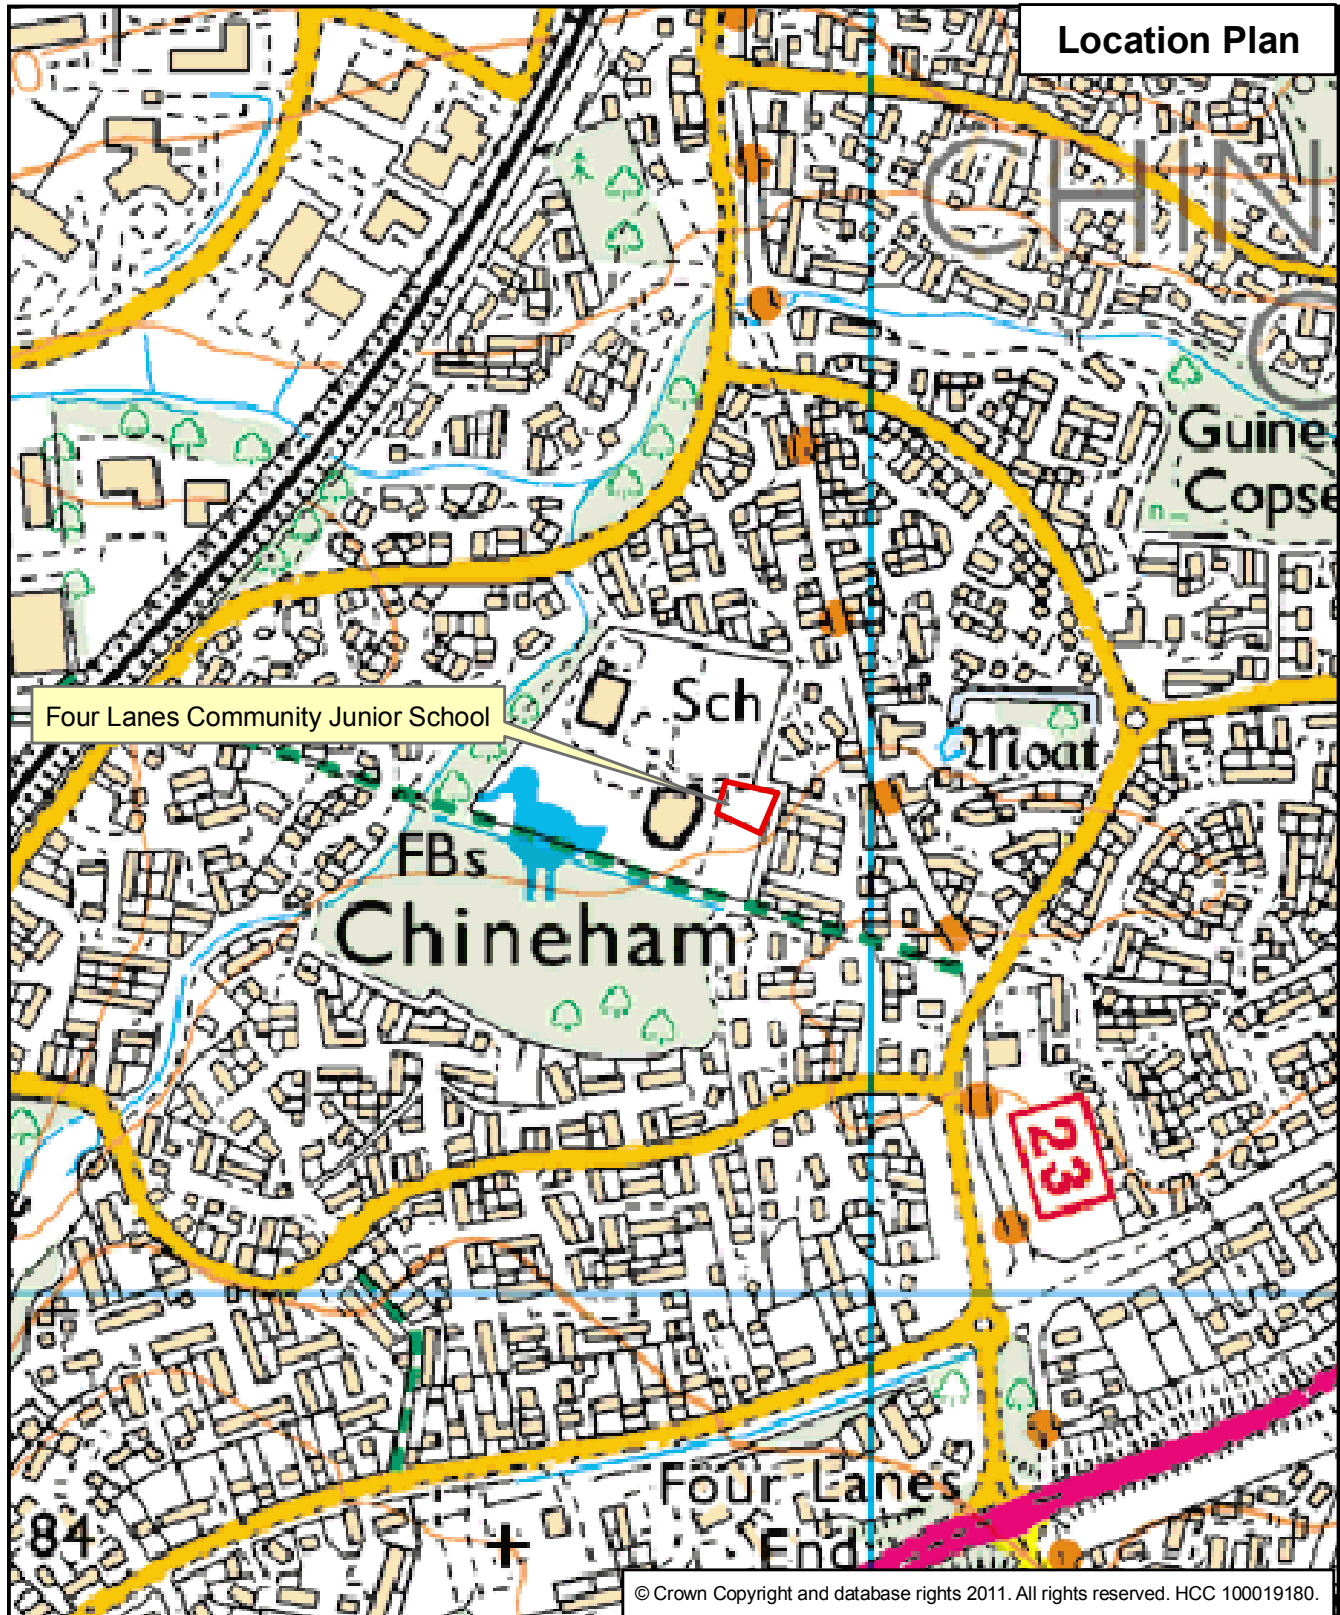 Location Plan
CHIN
C
Guine
Copse
Sch
Four Lanes Community Junior School
Moat
FBs
Chineham
23
Four Lanes
End
84
© Crown Copyright and database rights 2011. All rights reserved. HCC 100019180.